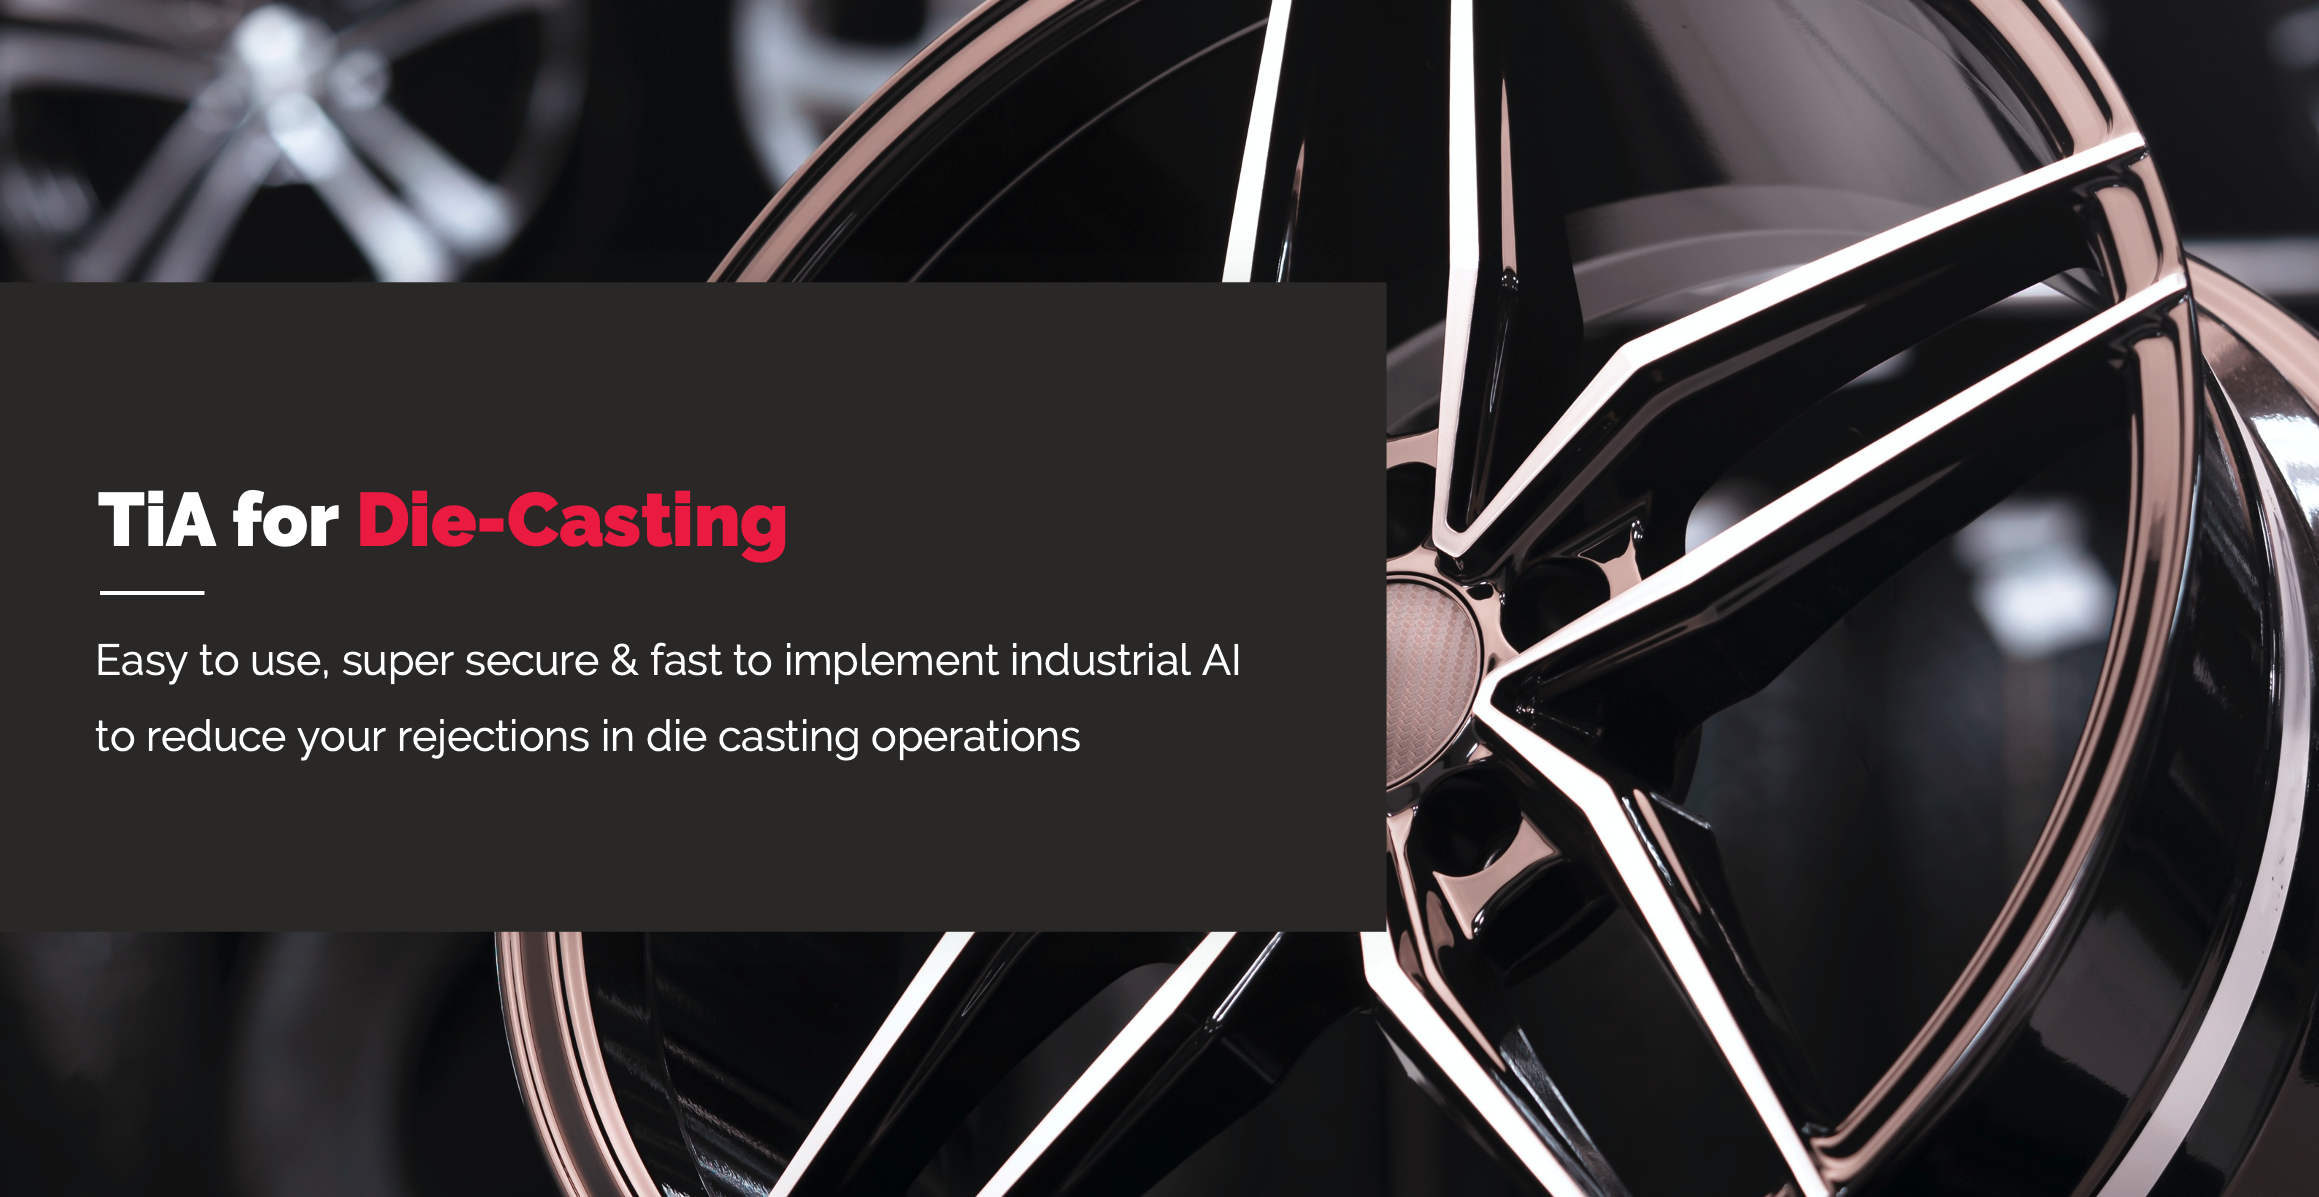 TiA for Die-Casting
Easy to use, super secure & fast to implement industrial AI
to reduce your rejections in die casting operations